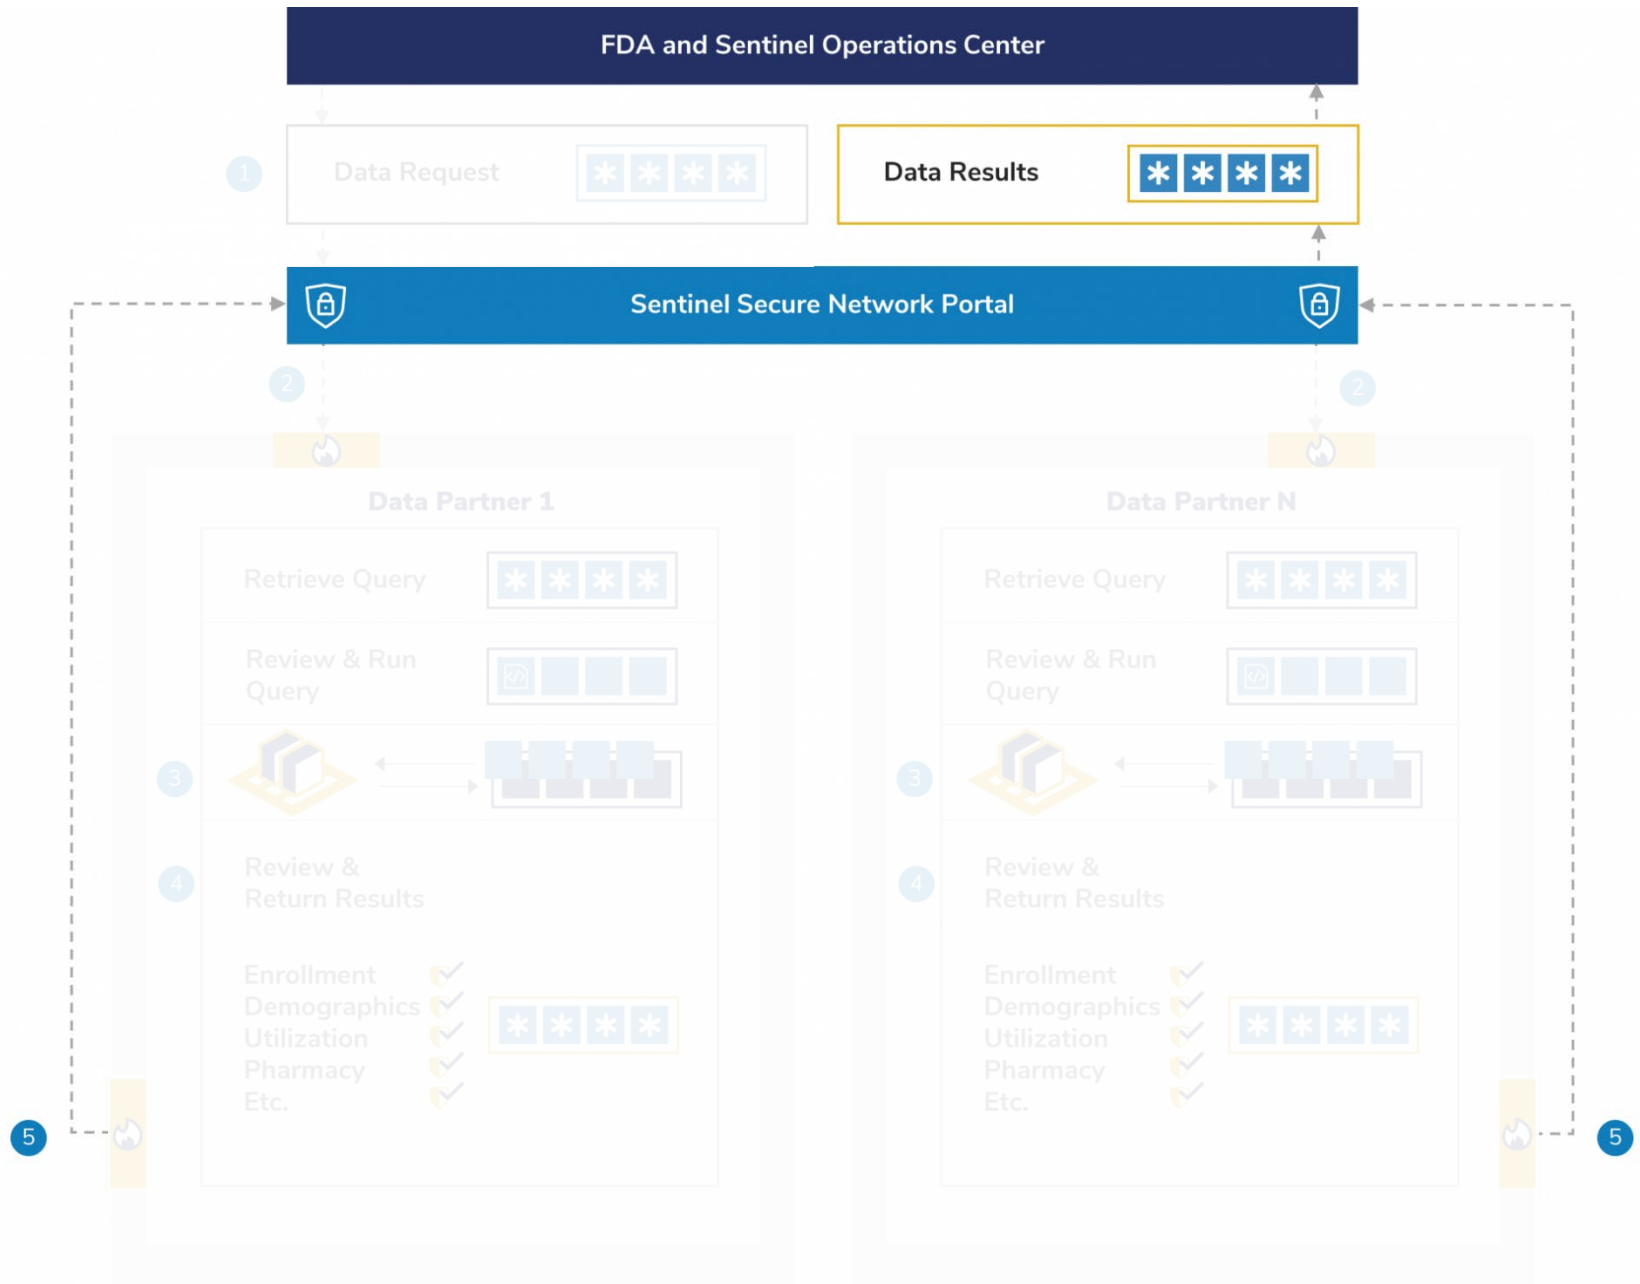 FDA and Sentinel Operations Center
1
Data Request
* * * *
Data Results
* * * *
Sentinel Secure Network Portal
2
2
Data Partner 1
Retrieve Query
* * * *
Review & Run
Query
</>
3
4
Review &
Return Results
Enrollment
Demographics
Utilization
Pharmacy
Etc.
* * * *
5
Data Partner N
Retrieve Query
* * * *
Review & Run
Query
</>
3
4
Review &
Return Results
Enrollment
Demographics
Utilization
Pharmacy
Etc.
* * * *
5